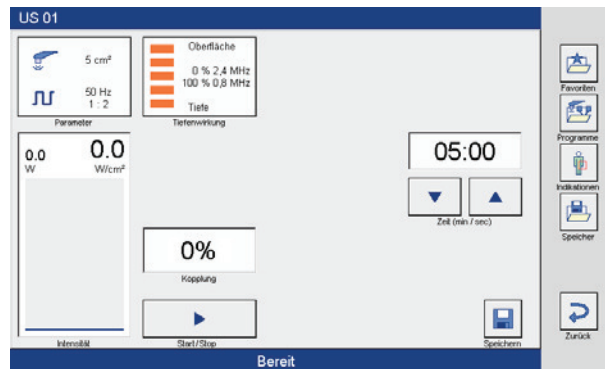 US 01
5 cm²
50 Hz
1 : 2
Parameter
Oberfläche
0 % 2,4 MHz
100 % 0,8 MHz
Tiefe
Tiefenwirkung
0.0
W
0.0
W/cm²
Intensität
0%
Kopplung
Start/Stop
05:00
Zeit (min / sec)
Speichern
Bereit
Favoriten
Programme
Indikationen
Speicher
Zurück